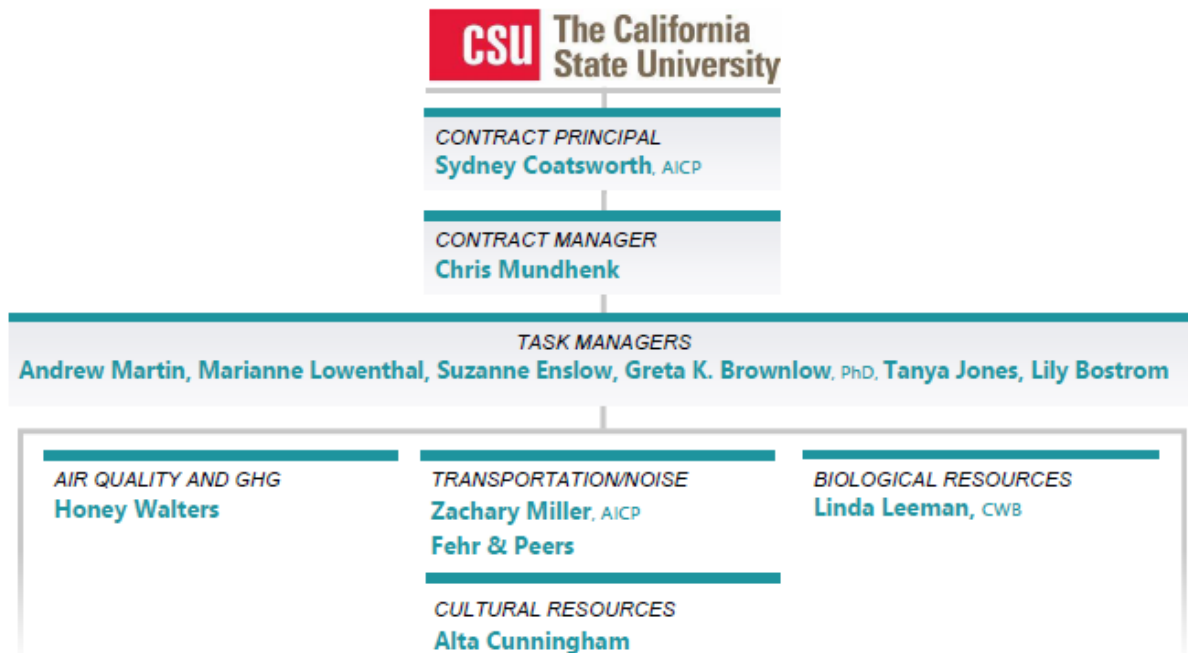 CSU The California
State University
CONTRACT PRINCIPAL
Sydney Coatsworth, AICP
CONTRACT MANAGER
Chris Mundhenk
TASK MANAGERS
Andrew Martin, Marianne Lowenthal, Suzanne Enslow, Greta K. Brownlow, PhD, Tanya Jones, Lily Bostrom
AIR QUALITY AND GHG
Honey Walters
TRANSPORTATION/NOISE
Zachary Miller, AICP
Fehr & Peers
BIOLOGICAL RESOURCES
Linda Leeman, CWB
CULTURAL RESOURCES
Alta Cunningham